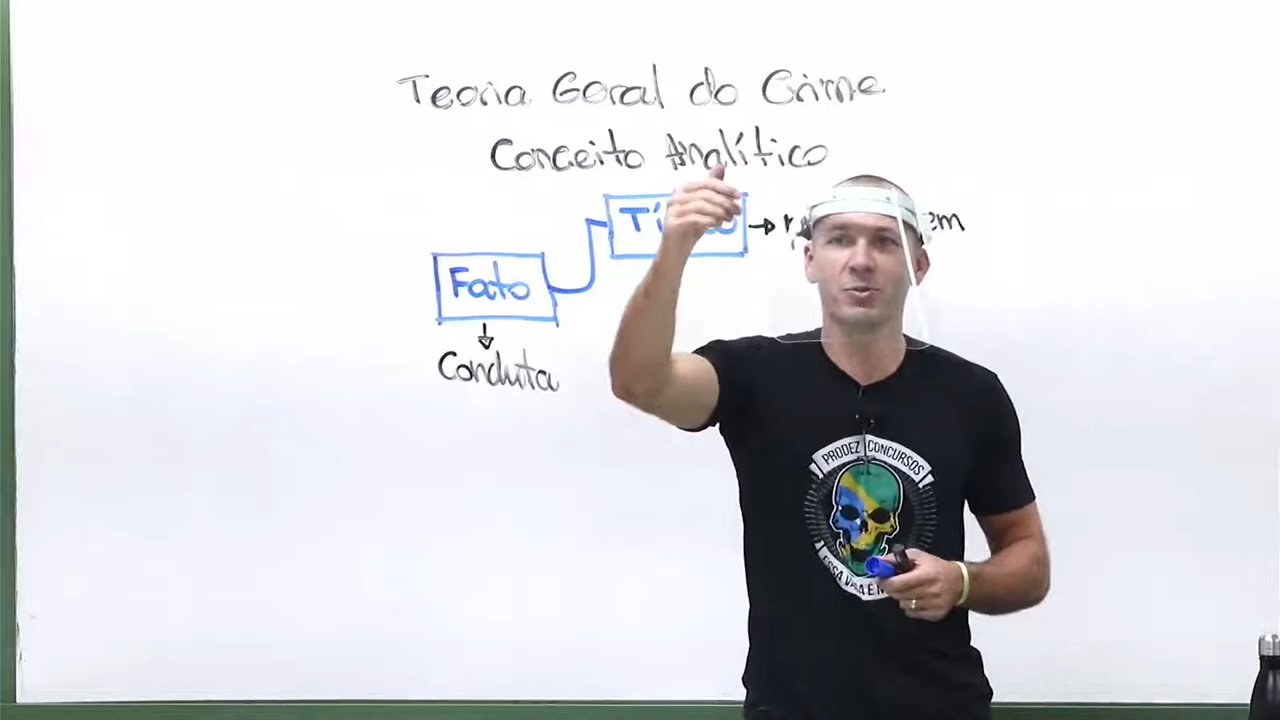 Teoria Geral do Crime
Conceito Analítico
Fato
Conduta
PRODEZ CONCURSOS